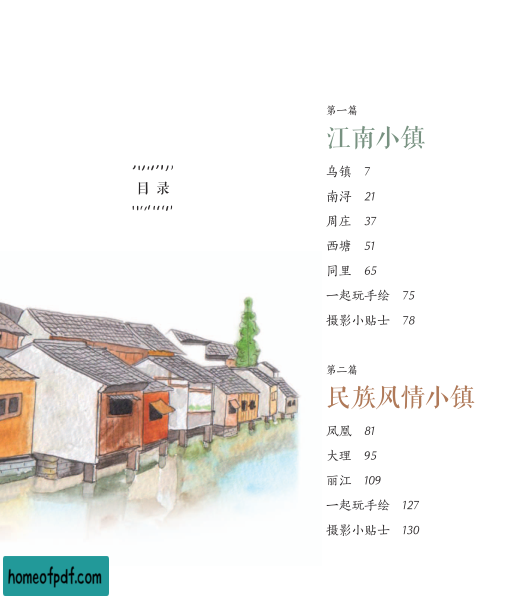 目录
第一篇
江南小镇
乌镇 7
南浔 21
周庄 37
西塘 51
同里 65
一起玩手绘 75
摄影小贴士 78
第二篇
民族风情小镇
凤凰 81
大理 95
丽江 109
一起玩手绘 127
摄影小贴士 130
homeofpdf.com